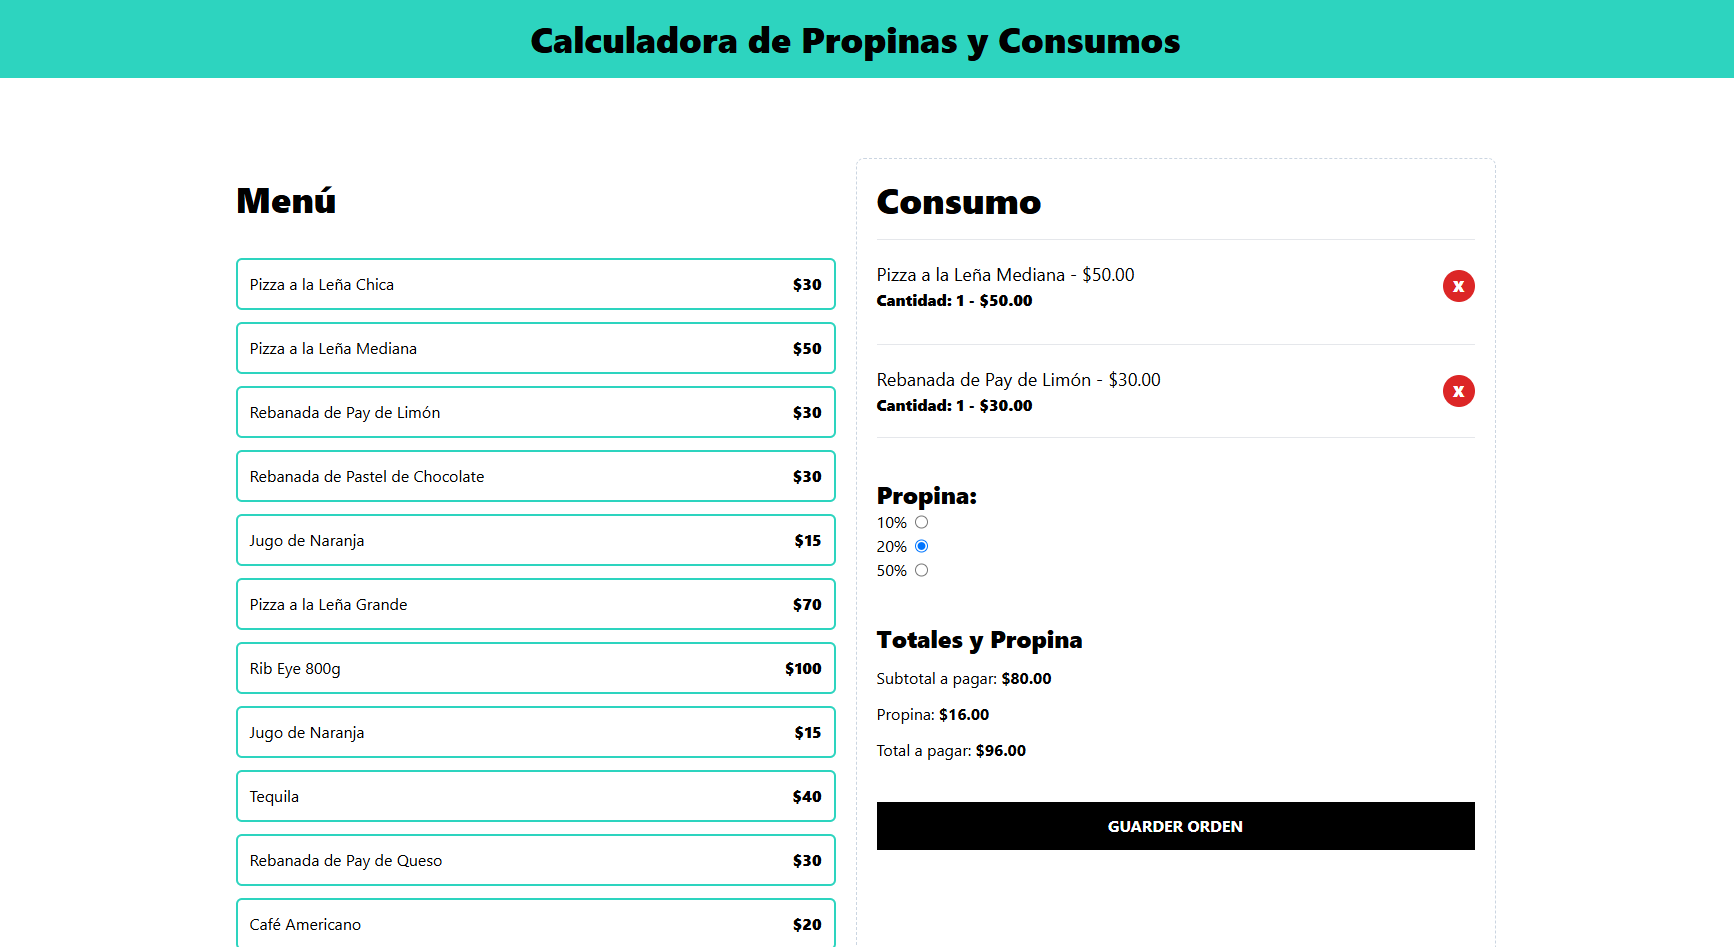 Calculadora de Propinas y Consumos
Menú
Pizza a la Leña Chica $30
Pizza a la Leña Mediana $50
Rebanada de Pay de Limón $30
Rebanada de Pastel de Chocolate $30
Jugo de Naranja $15
Pizza a la Leña Grande $70
Rib Eye 800g $100
Jugo de Naranja $15
Tequila $40
Rebanada de Pay de Queso $30
Café Americano $20
Consumo
Pizza a la Leña Mediana - $50.00
Cantidad: 1 - $50.00
X
Rebanada de Pay de Limón - $30.00
Cantidad: 1 - $30.00
X
Propina:
10%
20%
50%
Totales y Propina
Subtotal a pagar: $80.00
Propina: $16.00
Total a pagar: $96.00
GUARDER ORDEN